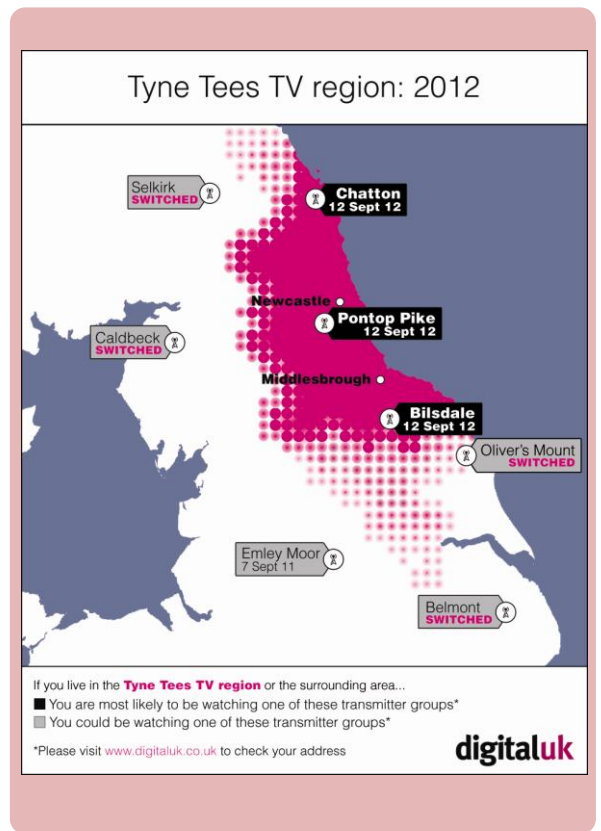 Tyne Tees TV region: 2012
Selkirk
SWITCHED
Chatton
12 Sept 12
Newcastle
Pontop Pike
12 Sept 12
Caldbeck
SWITCHED
Middlesbrough
Bilsdale
12 Sept 12
Oliver's Mount
SWITCHED
Emley Moor
7 Sept 11
Belmont
SWITCHED
If you live in the Tyne Tees TV region or the surrounding area...
You are most likely to be watching one of these transmitter groups*
You could be watching one of these transmitter groups*
*Please visit www.digitaluk.co.uk to check your address
digitaluk